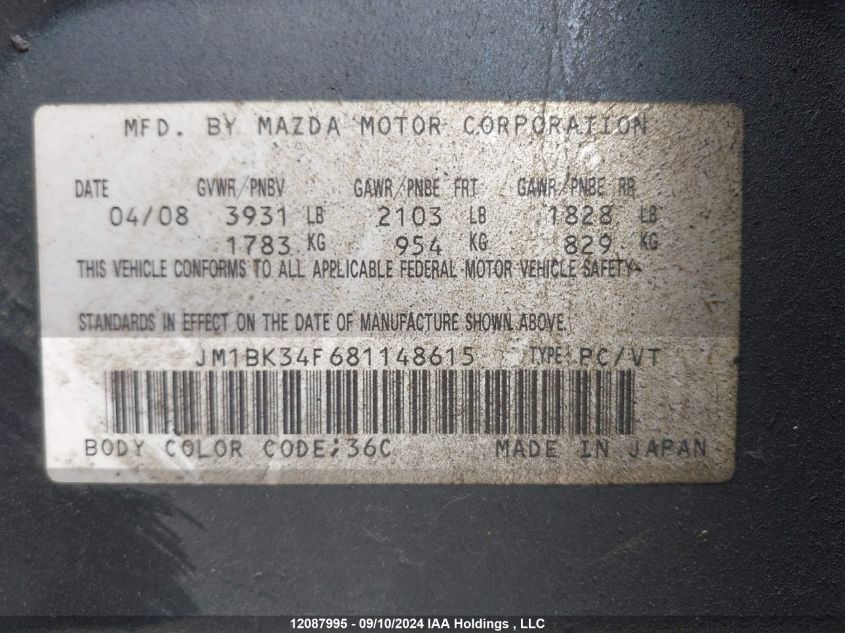 MFD. BY MAZDA MOTOR CORPORATION
DATE GVWR/PNBV GAWR/PNBE FRT GAWR/PNBE RR
04/08 3931 LB 2103 LB 1828 LB
1783 KG 954 KG 829 KG
THIS VEHICLE CONFORMS TO ALL APPLICABLE FEDERAL MOTOR VEHICLE SAFETY
STANDARDS IN EFFECT ON THE DATE OF MANUFACTURE SHOWN ABOVE.
JM1BK34F681148615 TYPE: PC/VT
BODY COLOR CODE:36C MADE IN JAPAN
12087995 - 09/10/2024 IAA Holdings , LLC